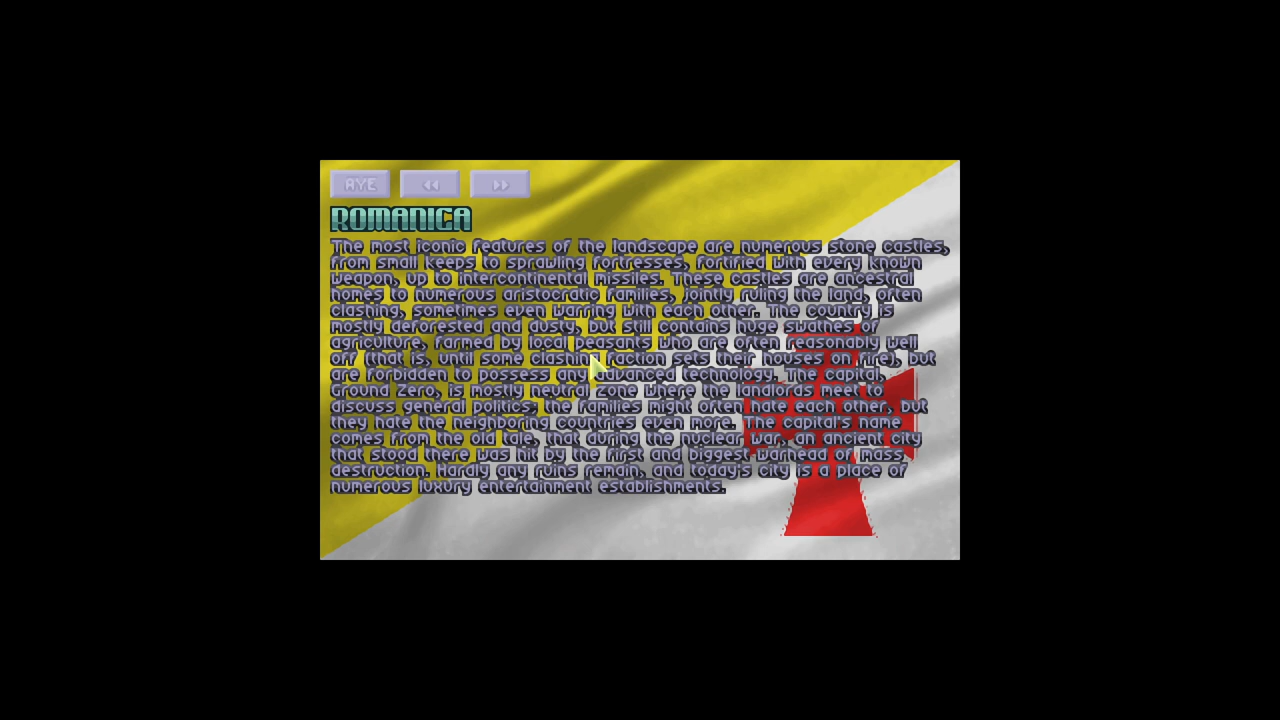 AYE
ROMANICA
The most iconic features of the landscape are numerous stone castles,
from small keeps to sprawling fortresses, fortified with every known
weapon, up to intercontinental missiles. These castles are ancestral
homes to numerous aristocratic families, jointly ruling the land, often
clashing, sometimes even warring with each other. The country is
mostly deforested and dusty, but still contains huge swathes of
agriculture, farmed by local peasants who are often reasonably well
off (that is, until some clashing faction sets their houses on fire), but
are forbidden to possess any advanced technology. The capital,
Ground Zero, is mostly neutral zone where the landlords meet to
discuss general politics; the families might often hate each other, but
they hate the neighboring countries even more. The capital's name
comes from the old tale, that during the nuclear war, an ancient city
that stood there was hit by the first and biggest warhead of mass
destruction. Hardly any ruins remain, and today's city is a place of
numerous luxury entertainment establishments.